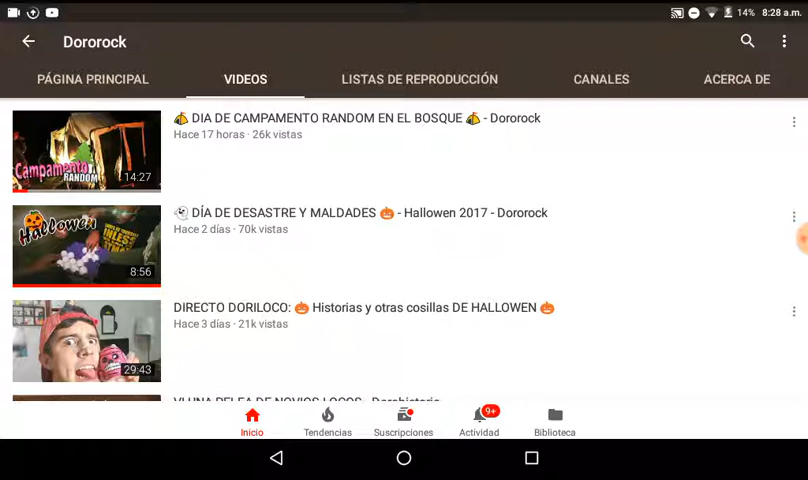 14% 8:28 a.m.
Dororock
PÁGINA PRINCIPAL VIDEOS LISTAS DE REPRODUCCIÓN CANALES ACERCA DE
DIA DE CAMPAMENTO RANDOM EN EL BOSQUE - Dororock
Hace 17 horas · 26k vistas
Campamento
RANDOM
14:27
DÍA DE DESASTRE Y MALDADES - Hallowen 2017 - Dororock
Hace 2 días · 70k vistas
Hallowen
8:56
DIRECTO DORILOCO: Historias y otras cosillas DE HALLOWEN
Hace 3 días · 21k vistas
29:43
9+
Inicio Tendencias Suscripciones Actividad Biblioteca